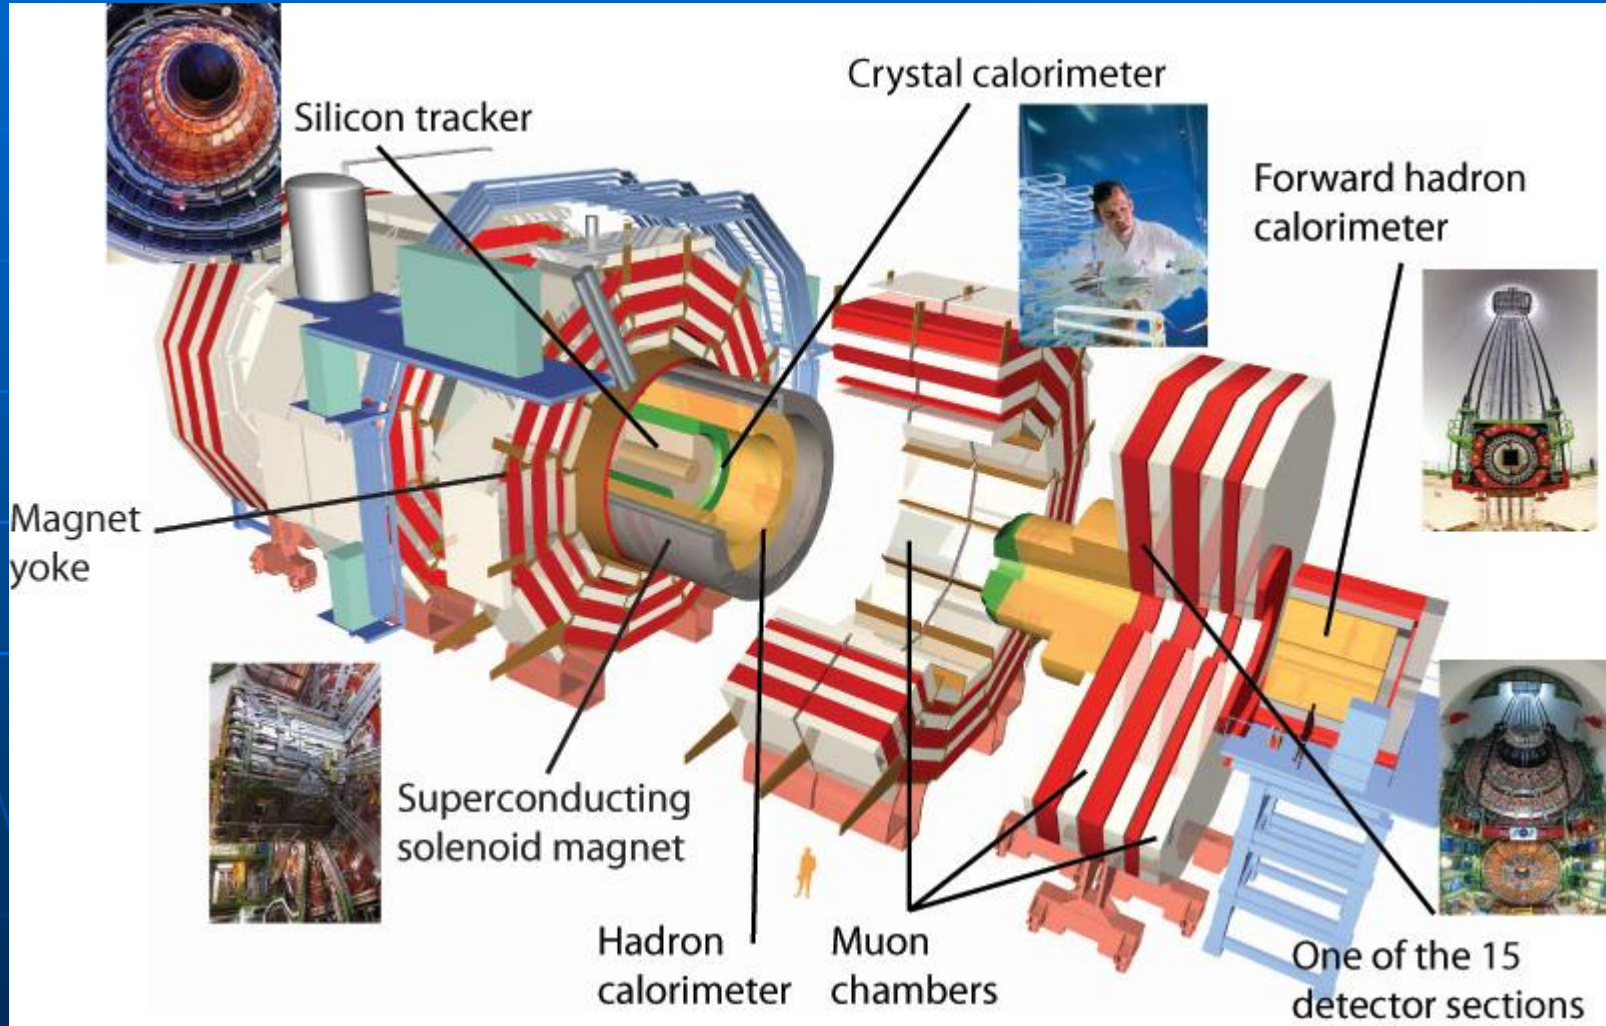 Crystal calorimeter
Silicon tracker
Forward hadron
calorimeter
Magnet
yoke
Superconducting
solenoid magnet
Hadron
calorimeter
Muon
chambers
One of the 15
detector sections